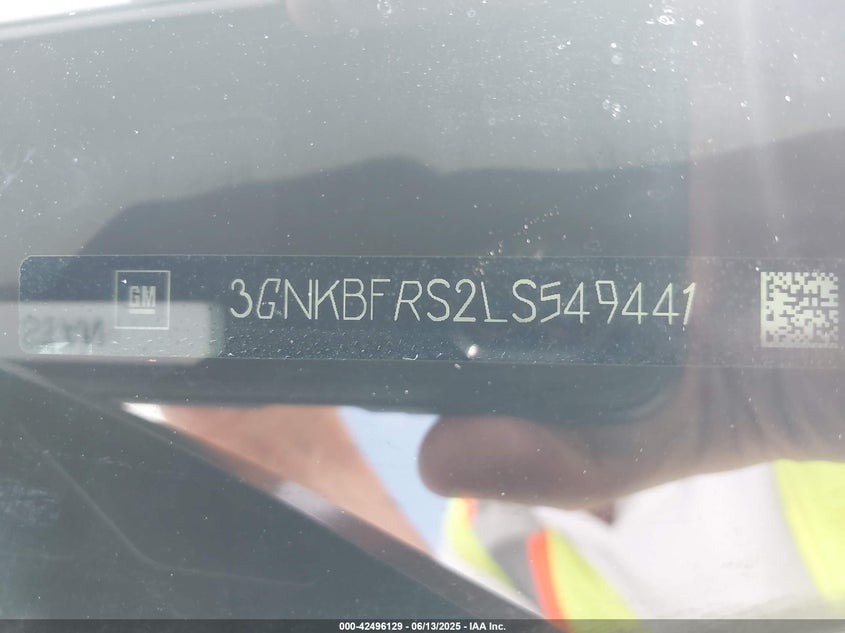 GM 3GNKBFRS2LS549441
000-42496129 - 06/13/2025 - IAA Inc.